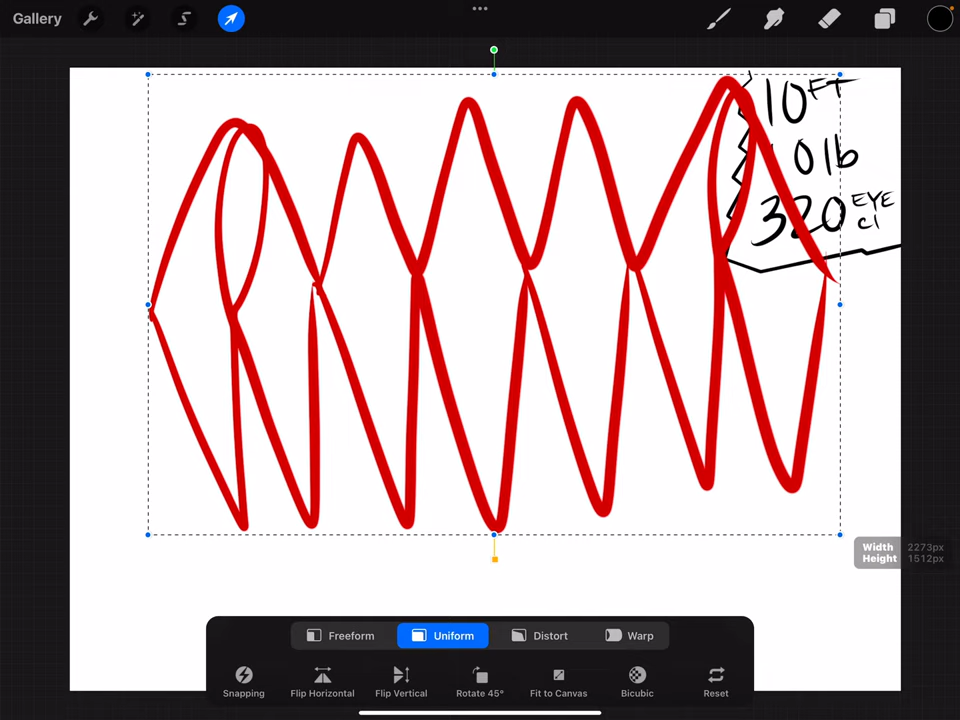 Gallery
10FT
10lb
320 EYE
Width 2273px
Height 1512px
Freeform Uniform Distort Warp
Snapping Flip Horizontal Flip Vertical Rotate 45° Fit to Canvas Bicubic Reset